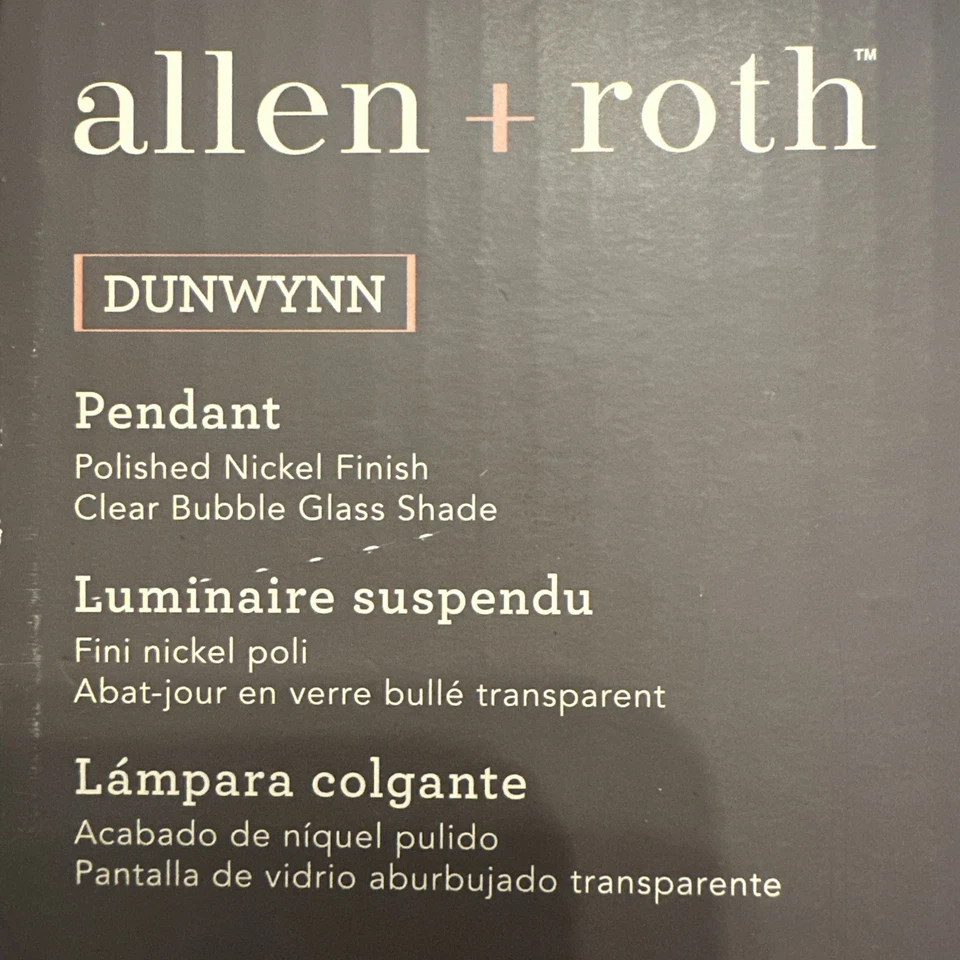 allen + roth™
DUNWYNN
Pendant
Polished Nickel Finish
Clear Bubble Glass Shade
Luminaire suspendu
Fini nickel poli
Abat-jour en verre bullé transparent
Lámpara colgante
Acabado de níquel pulido
Pantalla de vidrio aburbujado transparente